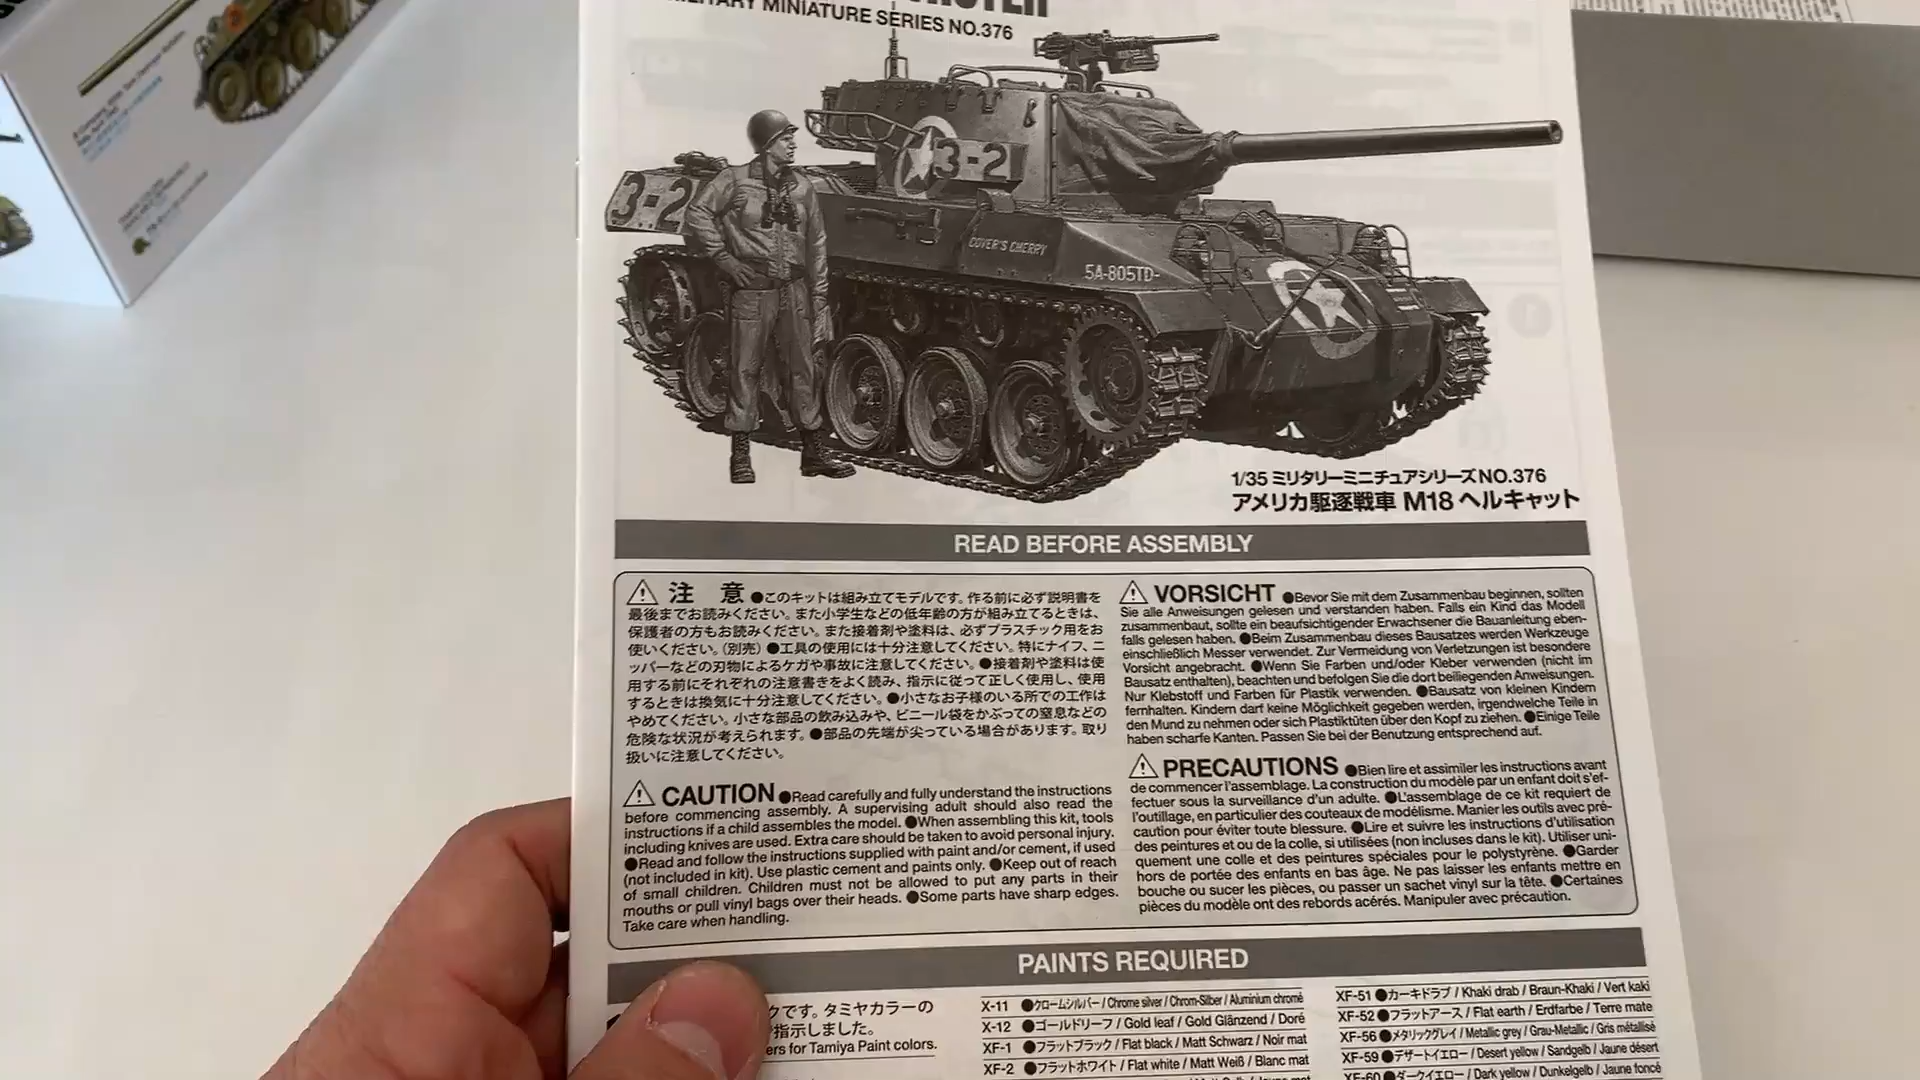 MILITARY MINIATURE SERIES NO.376
3-2
3-2
COVER'S CHERRY
5A-805TD-
1/35 ミリタリーミニチュアシリーズ NO.376
アメリカ駆逐戦車 M18 ヘルキャット
READ BEFORE ASSEMBLY
注 意 ●このキットは組み立てモデルです。作る前に必ず説明書を
最後までお読みください。また小学生などの低年齢の方が組み立てるときは、
保護者の方もお読みください。また接着剤や塗料は、必ずプラスチック用をお
使いください。(別売) ●工具の使用には十分注意してください。特にナイフ、ニ
ッパーなどの刃物によるケガや事故に注意してください。 ●接着剤や塗料は使
用する前にそれぞれの注意書きをよく読み、指示に従って正しく使用し、使用
するときは換気に十分注意してください。 ●小さなお子様のいる所での工作は
やめてください。小さな部品の飲み込みや、ビニール袋をかぶっての窒息などの
危険な状況が考えられます。 ●部品の先端が尖っている場合があります。取り
扱いに注意してください。
VORSICHT ●Bevor Sie mit dem Zusammenbau beginnen, sollten
Sie alle Anweisungen gelesen und verstanden haben. Falls ein Kind das Modell
zusammenbaut, sollte ein beaufsichtigender Erwachsener die Bauanleitung eben-
falls gelesen haben. ●Beim Zusammenbau dieses Bausatzes werden Werkzeuge
einschließlich Messer verwendet. Zur Vermeidung von Verletzungen ist besondere
Vorsicht angebracht. ●Wenn Sie Farben und/oder Kleber verwenden (nicht im
Bausatz enthalten), beachten und befolgen Sie die dort beiliegenden Anweisungen.
Nur Klebstoff und Farben für Plastik verwenden. ●Bausatz von kleinen Kindern
fernhalten. Kindern darf keine Möglichkeit gegeben werden, irgendwelche Teile in
den Mund zu nehmen oder sich Plastiktüten über den Kopf zu ziehen. ●Einige Teile
haben scharfe Kanten. Passen Sie bei der Benutzung entsprechend auf.
CAUTION ●Read carefully and fully understand the instructions
before commencing assembly. A supervising adult should also read the
instructions if a child assembles the model. ●When assembling this kit, tools
including knives are used. Extra care should be taken to avoid personal injury.
●Read and follow the instructions supplied with paint and/or cement, if used
(not included in kit). Use plastic cement and paints only. ●Keep out of reach
of small children. Children must not be allowed to put any parts in their
mouths or pull vinyl bags over their heads. ●Some parts have sharp edges.
Take care when handling.
PRECAUTIONS ●Bien lire et assimiler les instructions avant
de commencer l'assemblage. La construction du modèle par un enfant doit s'ef-
fectuer sous la surveillance d'un adulte. ●L'assemblage de ce kit requiert de
l'outillage, en particulier des couteaux de modélisme. Manier les outils avec pré-
caution pour éviter toute blessure. ●Lire et suivre les instructions d'utilisation
des peintures et ou de la colle, si utilisées (non incluses dans le kit). Utiliser uni-
quement une colle et des peintures spéciales pour le polystyrène. ●Garder
hors de portée des enfants en bas âge. Ne pas laisser les enfants mettre en
bouche ou sucer les pièces, ou passer un sachet vinyl sur la tête. ●Certaines
pièces du modèle ont des rebords acérés. Manipuler avec précaution.
PAINTS REQUIRED
クです。タミヤカラーの
指示しました。
ers for Tamiya Paint colors.
X-11 ●クロームシルバー / Chrome silver / Chrom-Silber / Aluminium chromé
X-12 ●ゴールドリーフ / Gold leaf / Gold Glänzend / Doré
XF-1 ●フラットブラック / Flat black / Matt Schwarz / Noir mat
XF-2 ●フラットホワイト / Flat white / Matt Weiß / Blanc mat
XF-51 ●カーキドラブ / Khaki drab / Braun-Khaki / Vert kaki
XF-52 ●フラットアース / Flat earth / Erdfarbe / Terre mate
XF-56 ●メタリックグレイ / Metallic grey / Grau-Metallic / Gris métallisé
XF-59 ●デザートイエロー / Desert yellow / Sandgelb / Jaune désert
XF-60 ●ダークイエロー / Dark yellow / Dunkelgelb / Jaune foncé